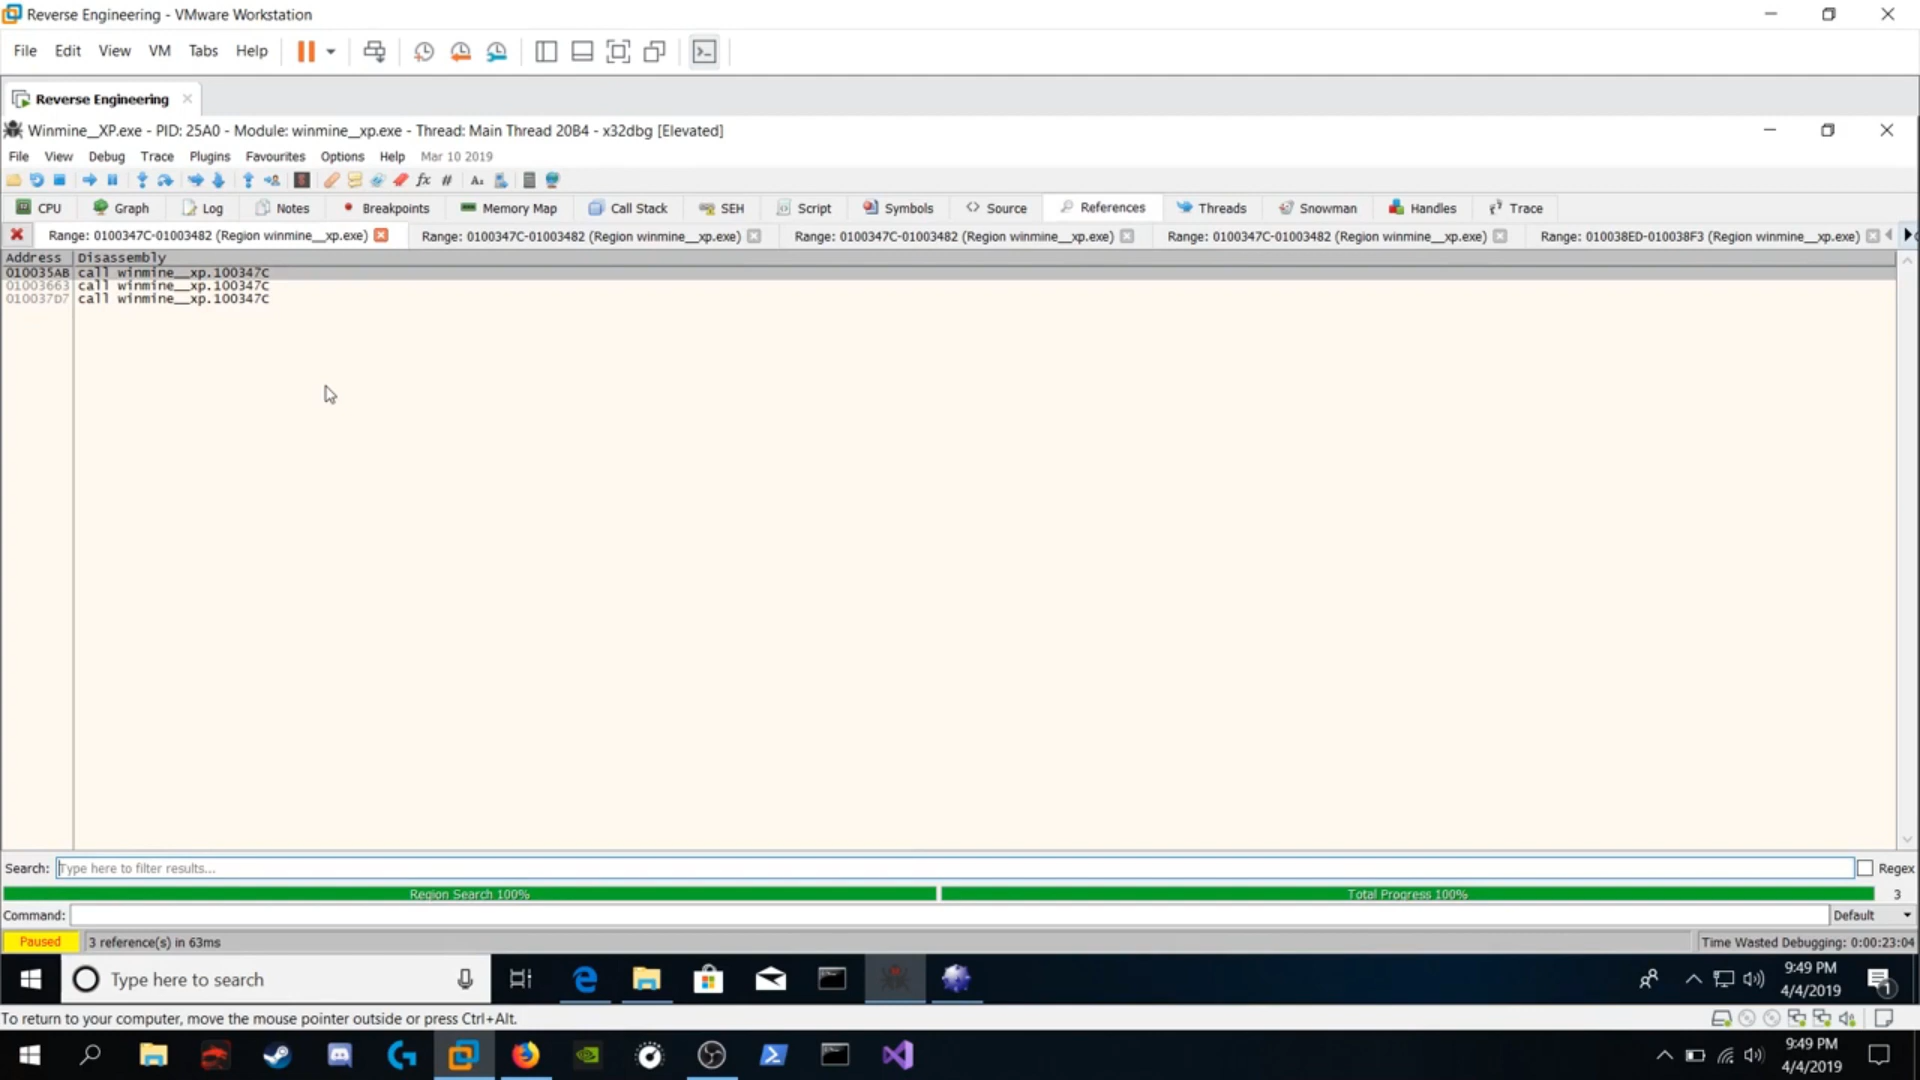 Reverse Engineering - VMware Workstation
File Edit View VM Tabs Help
Reverse Engineering
Winmine__XP.exe - PID: 25A0 - Module: winmine__xp.exe - Thread: Main Thread 20B4 - x32dbg [Elevated]
File View Debug Trace Plugins Favourites Options Help Mar 10 2019
CPU Graph Log Notes Breakpoints Memory Map Call Stack SEH Script Symbols Source References Threads Snowman Handles Trace
Range: 0100347C-01003482 (Region winmine__xp.exe) Range: 0100347C-01003482 (Region winmine__xp.exe) Range: 0100347C-01003482 (Region winmine__xp.exe) Range: 0100347C-01003482 (Region winmine__xp.exe) Range: 010038ED-010038F3 (Region winmine__xp.exe)
Address Disassembly
010035AB call winmine__xp.100347C
01003663 call winmine__xp.100347C
010037D7 call winmine__xp.100347C
Search: Type here to filter results... Regex
Region Search 100% Total Progress 100% 3
Command: Default
Paused 3 reference(s) in 63ms Time Wasted Debugging: 0:00:23:04
Type here to search 9:49 PM
4/4/2019 1
To return to your computer, move the mouse pointer outside or press Ctrl+Alt.
9:49 PM
4/4/2019